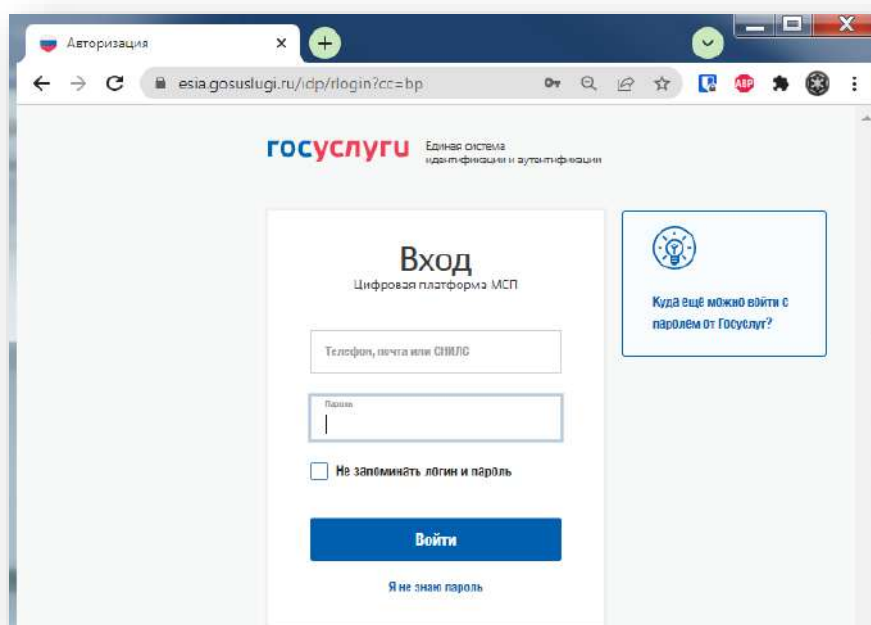 Авторизация
esia.gosuslugi.ru/idp/rlogin?cc=bp
ABP
госуслуги
Единая система
идентификации и аутентификации
Вход
Цифровая платформа МСП
Куда ещё можно войти с
паролем от Госуслуг?
Телефон, почта или СНИЛС
Пароль
Не запоминать логин и пароль
Войти
Я не знаю пароль